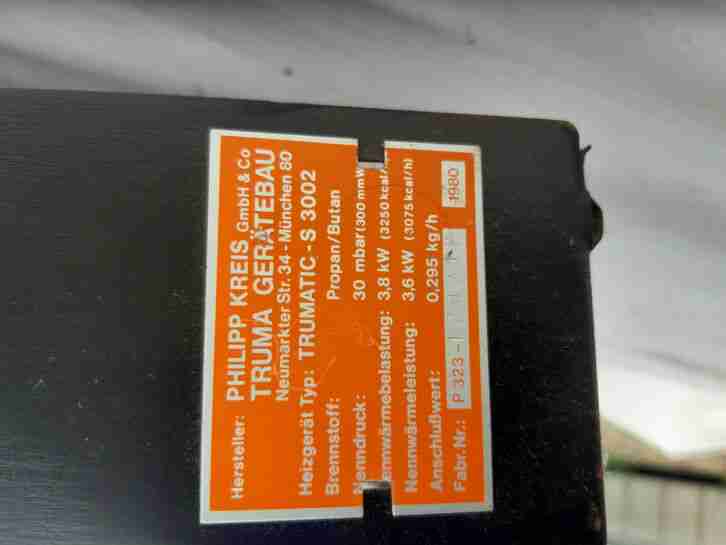 Hersteller: PHILIPP KREIS GmbH & Co
TRUMA GERÄTEBAU
Neumarkter Str. 34 - München 80
Heizgerät Typ: TRUMATIC - S 3002
Brennstoff: Propan/Butan
Nenndruck: 30 mbar (300 mmW
ennwärmebelastung: 3,8 kW (3250 kcal/
Nennwärmeleistung: 3,6 kW (3075 kcal/h)
Anschlußwert: 0,295 kg/h
Fabr. Nr.: P 323 - 1980